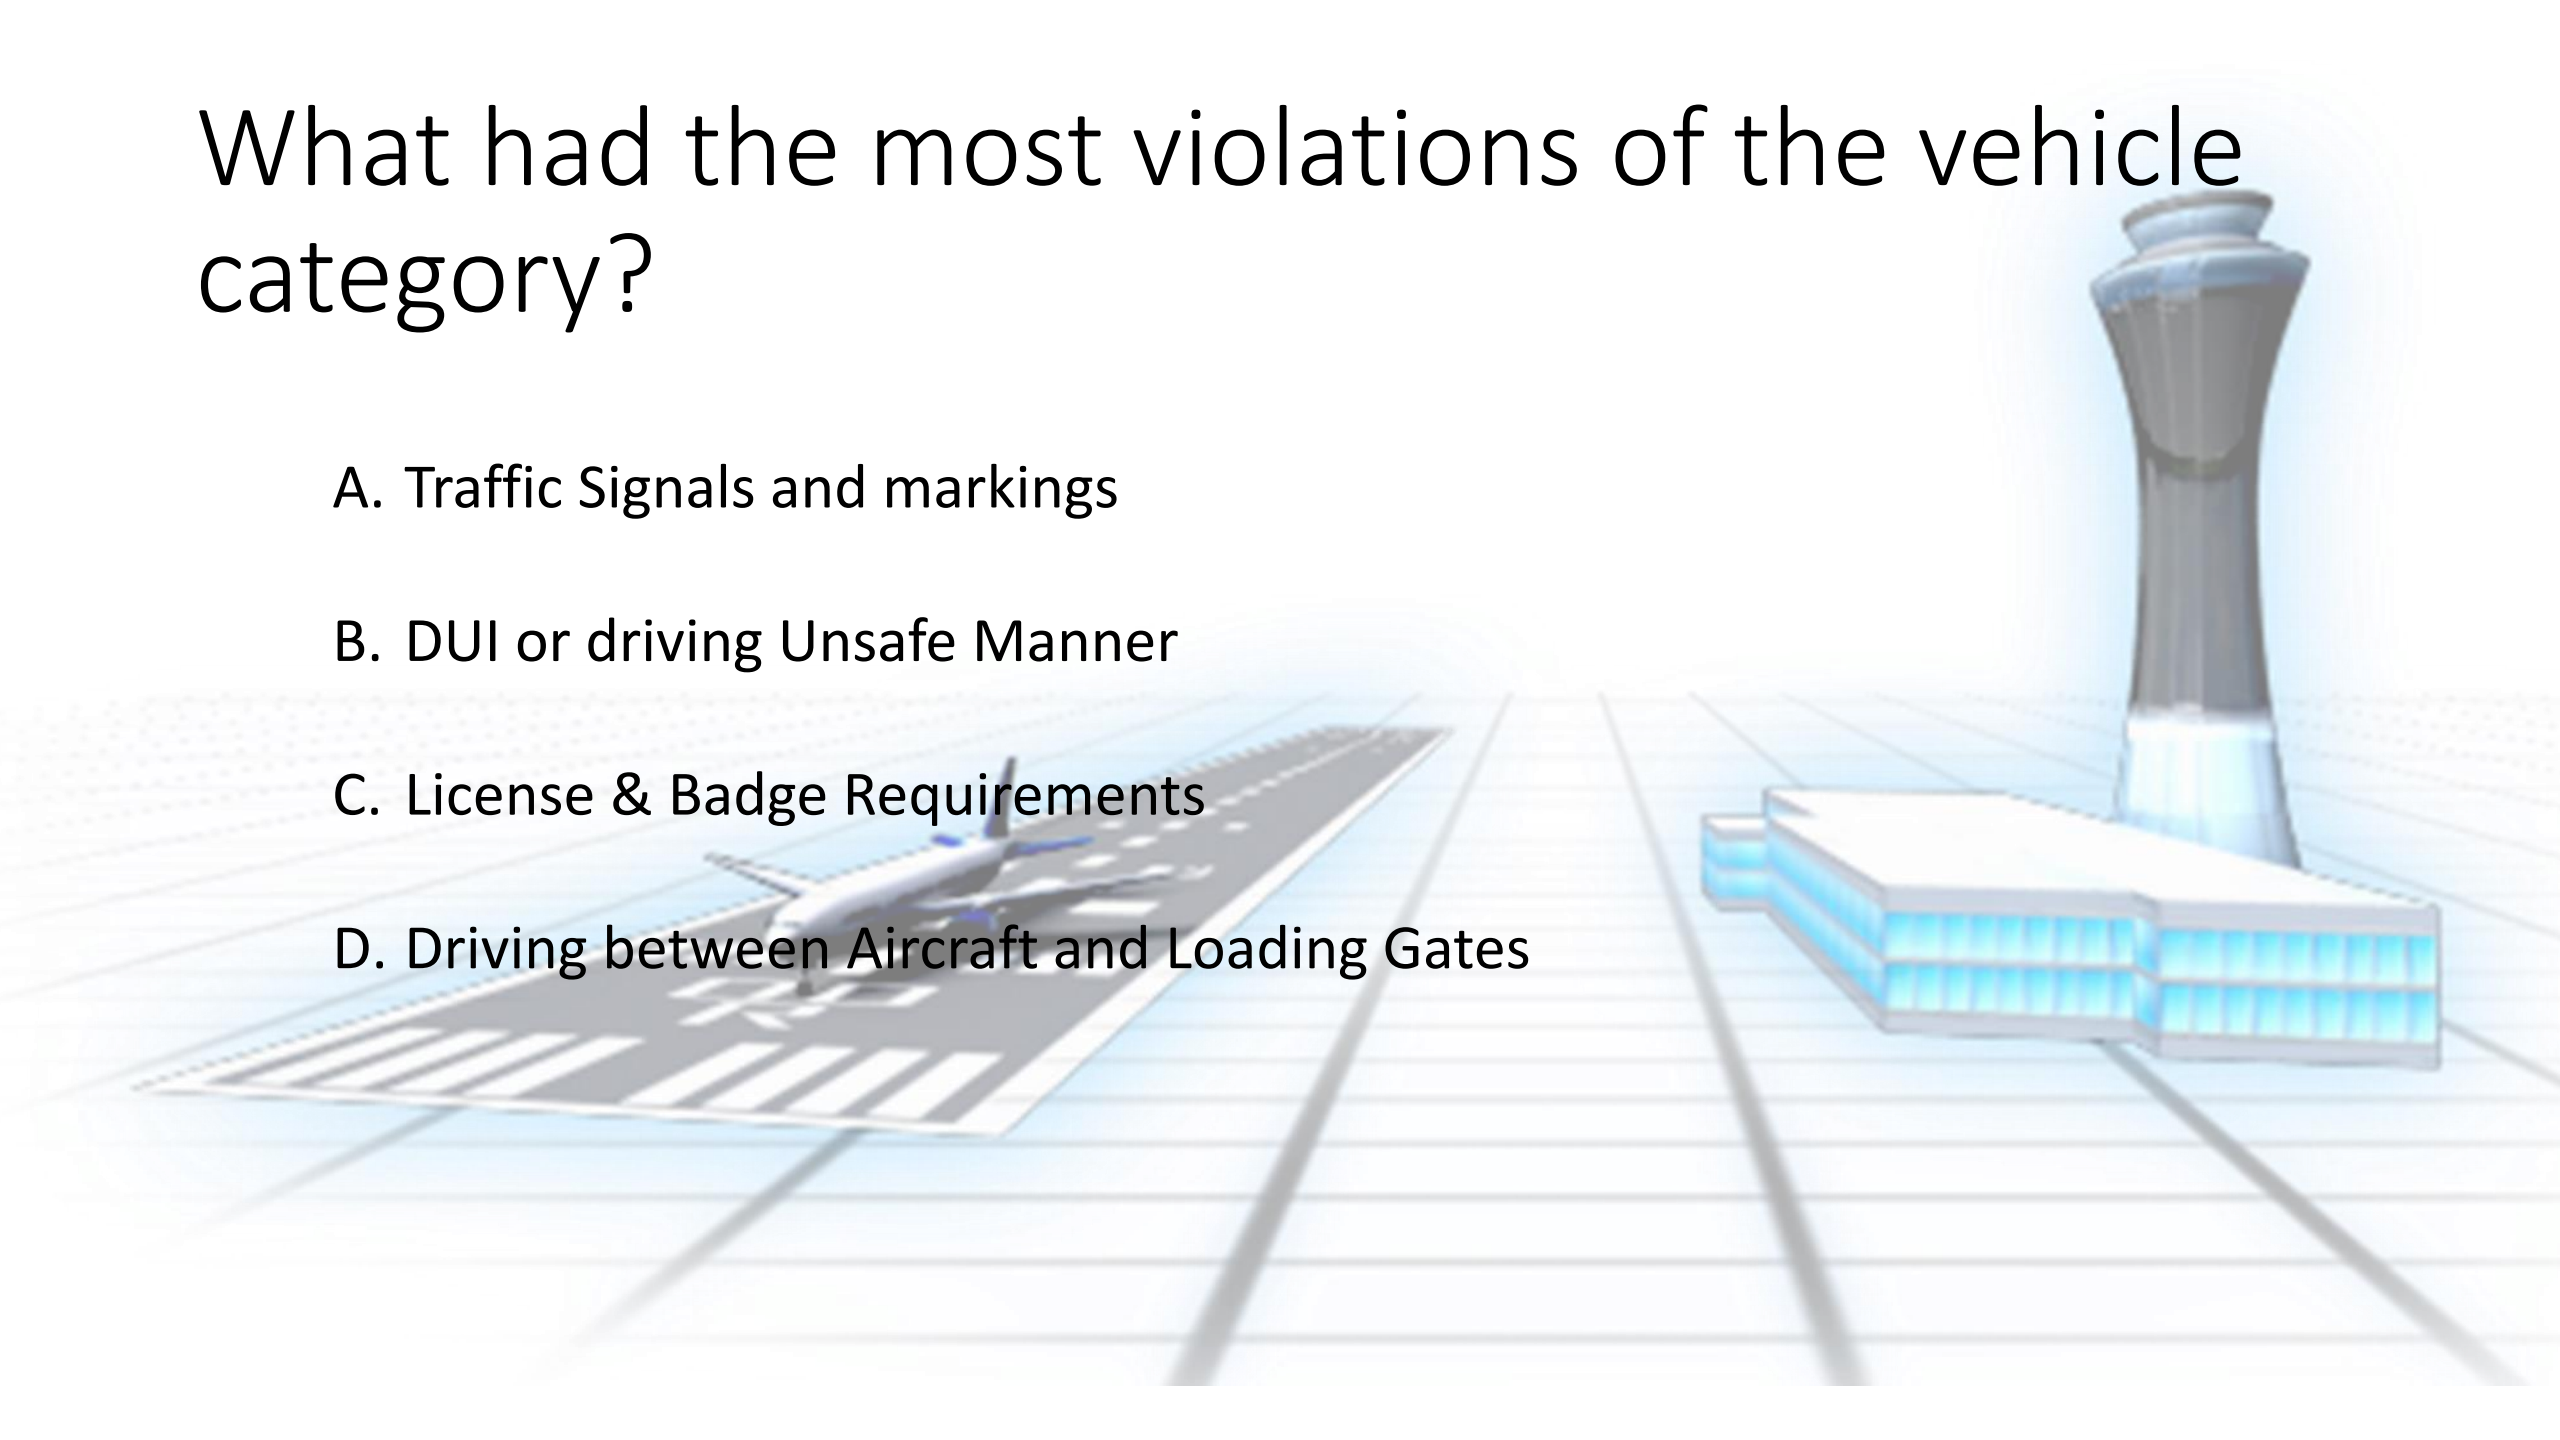 What had the most violations of the vehicle
category?
A. Traffic Signals and markings
B. DUI or driving Unsafe Manner
C. License & Badge Requirements
D. Driving between Aircraft and Loading Gates